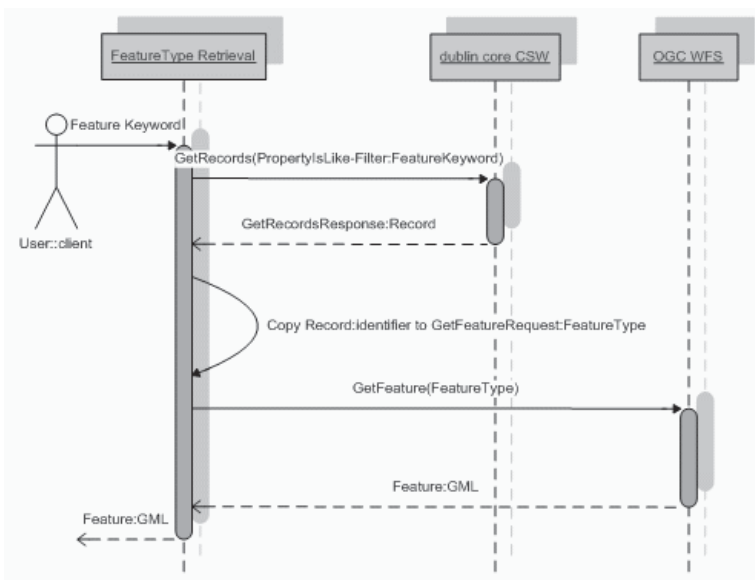 FeatureType Retrieval
dublin core CSW
OGC WFS
Feature Keyword
GetRecords(PropertyIsLike-Filter:FeatureKeyword)
User::client
GetRecordsResponse:Record
Copy Record:identifier to GetFeatureRequest:FeatureType
GetFeature(FeatureType)
Feature:GML
Feature:GML